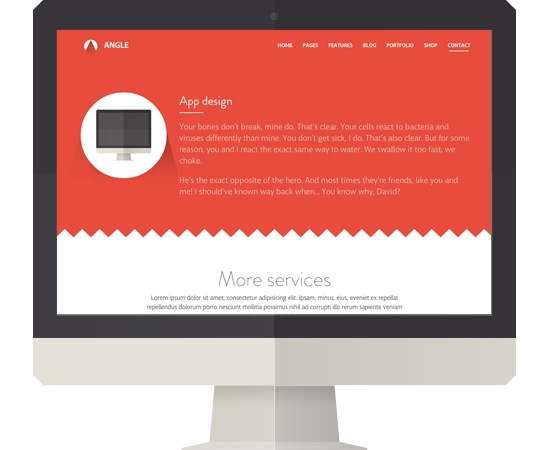 ANGLE
HOME PAGES FEATURES BLOG PORTFOLIO SHOP CONTACT
App design
Your bones don't break, mine do. That's clear. Your cells react to bacteria and
viruses differently than mine. You don't get sick, I do. That's also clear. But for some
reason, you and I react the exact same way to water. We swallow it too fast, we
choke.
He's the exact opposite of the hero. And most times they're friends, like you and
me! I should've known way back when... You know why, David?
More services
Lorem ipsum dolor sit amet, consectetur adipisicing elit. Ipsam, minus, eius, eveniet ex repellat
repellendus dolorum porro nesciunt mollitia possimus nihil ad corrupti illo rerum sapiente veniam